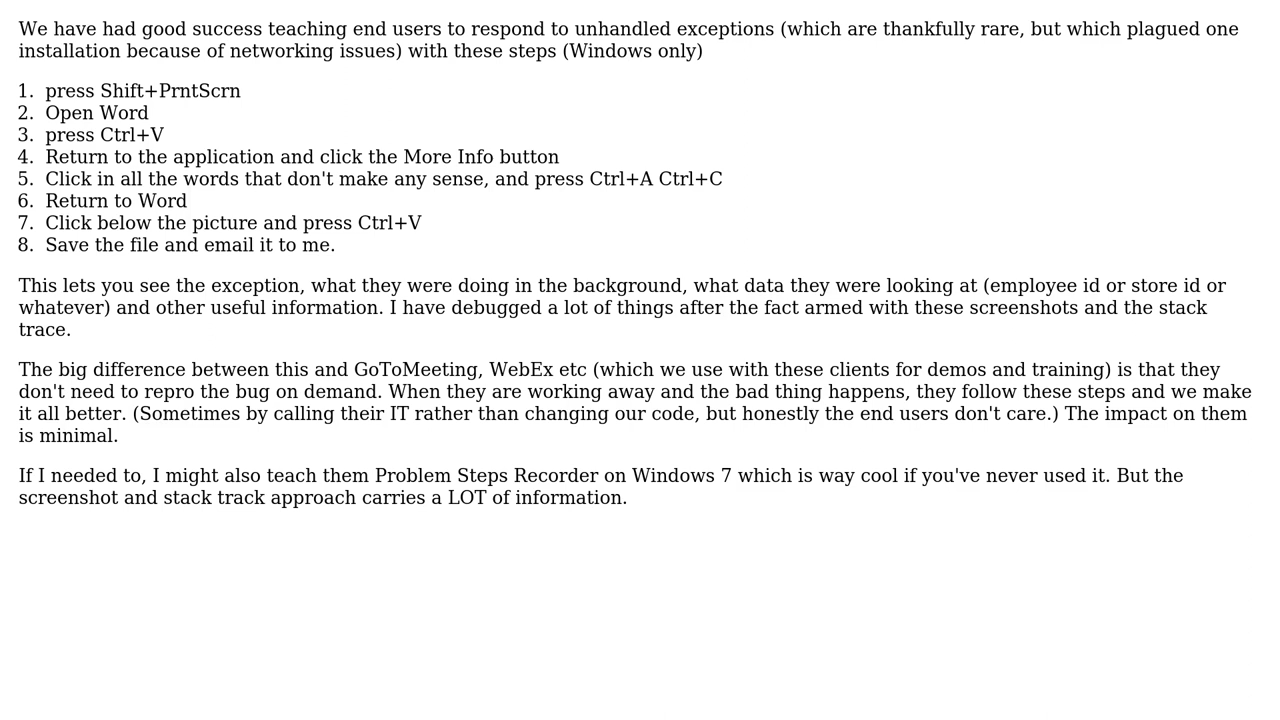 We have had good success teaching end users to respond to unhandled exceptions (which are thankfully rare, but which plagued one
installation because of networking issues) with these steps (Windows only)
1. press Shift+PrntScrn
2. Open Word
3. press Ctrl+V
4. Return to the application and click the More Info button
5. Click in all the words that don't make any sense, and press Ctrl+A Ctrl+C
6. Return to Word
7. Click below the picture and press Ctrl+V
8. Save the file and email it to me.
This lets you see the exception, what they were doing in the background, what data they were looking at (employee id or store id or
whatever) and other useful information. I have debugged a lot of things after the fact armed with these screenshots and the stack
trace.
The big difference between this and GoToMeeting, WebEx etc (which we use with these clients for demos and training) is that they
don't need to repro the bug on demand. When they are working away and the bad thing happens, they follow these steps and we make
it all better. (Sometimes by calling their IT rather than changing our code, but honestly the end users don't care.) The impact on them
is minimal.
If I needed to, I might also teach them Problem Steps Recorder on Windows 7 which is way cool if you've never used it. But the
screenshot and stack track approach carries a LOT of information.